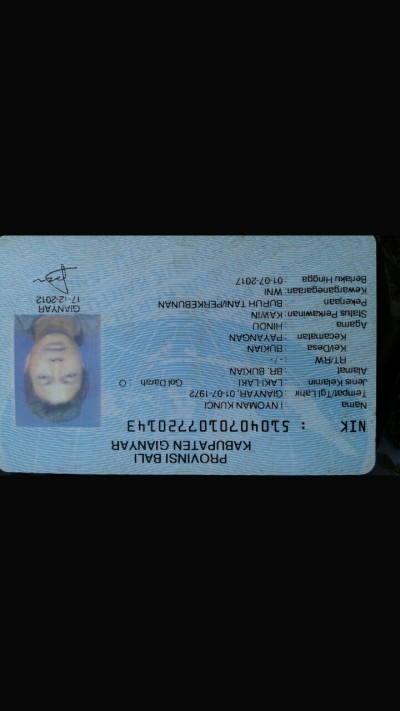 PROVINSI BALI
KABUPATEN GIANYAR
NIK : 5104070107720143
Nama : I NYOMAN KUNCI
Tempat/Tgl Lahir : GIANYAR, 01-07-1972
Jenis Kelamin : LAKI-LAKI Gol Darah : O
Alamat : BR. BUKIAN
RT/RW : - / -
Kel/Desa : BUKIAN
Kecamatan : PAYANGAN
Agama : HINDU
Status Perkawinan : KAWIN
Pekerjaan : BURUH TANI/PERKEBUNAN
Kewarganegaraan : WNI
Berlaku Hingga : 01-07-2017
GIANYAR
17-12-2012